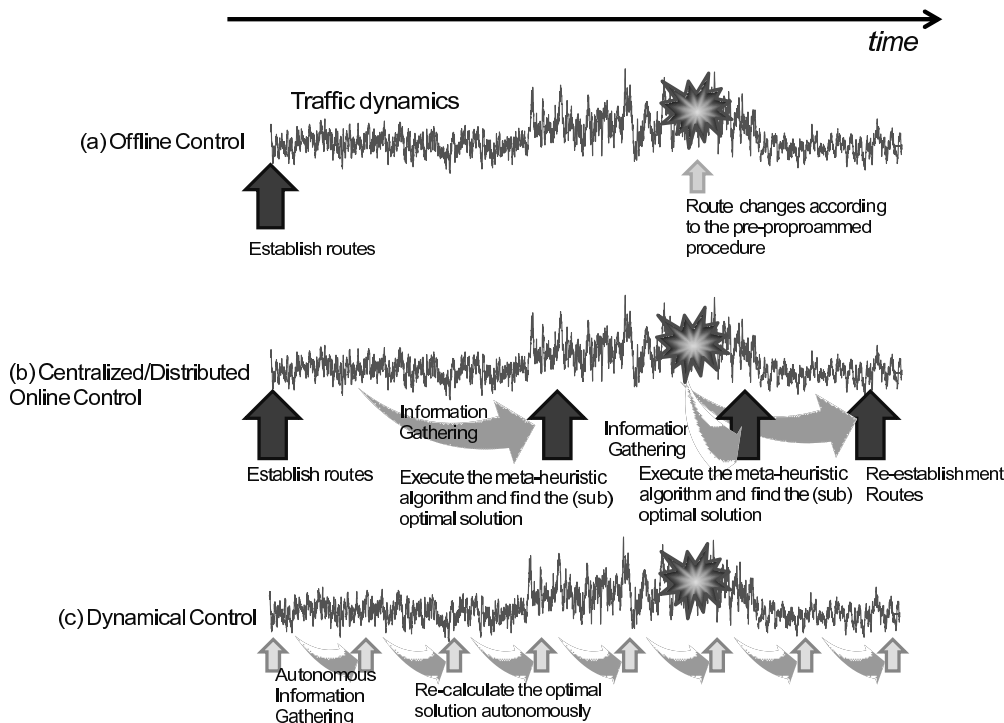 time
Traffic dynamics
(a) Offline Control
Establish routes
Route changes according
to the pre-proproammed
procedure
(b) Centralized/Distributed
Online Control
Information
Gathering
Information
Gathering
Establish routes
Execute the meta-heuristic
algorithm and find the (sub)
optimal solution
Execute the meta-heuristic
algorithm and find the (sub)
optimal solution
Re-establishment
Routes
(c) Dynamical Control
Autonomous
Information
Gathering
Re-calculate the optimal
solution autonomously